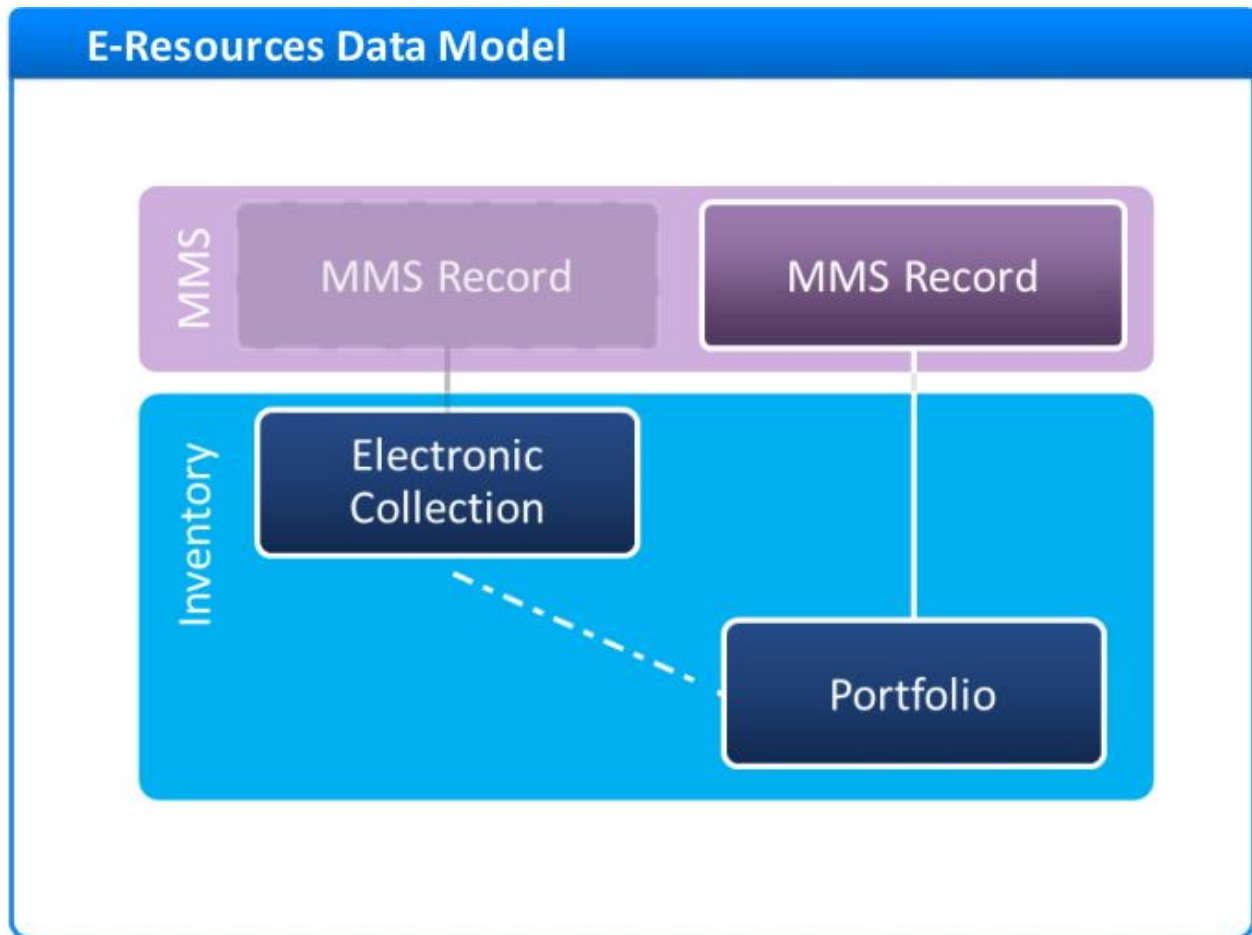 E-Resources Data Model
MMS
MMS Record
MMS Record
Inventory
Electronic
Collection
Portfolio